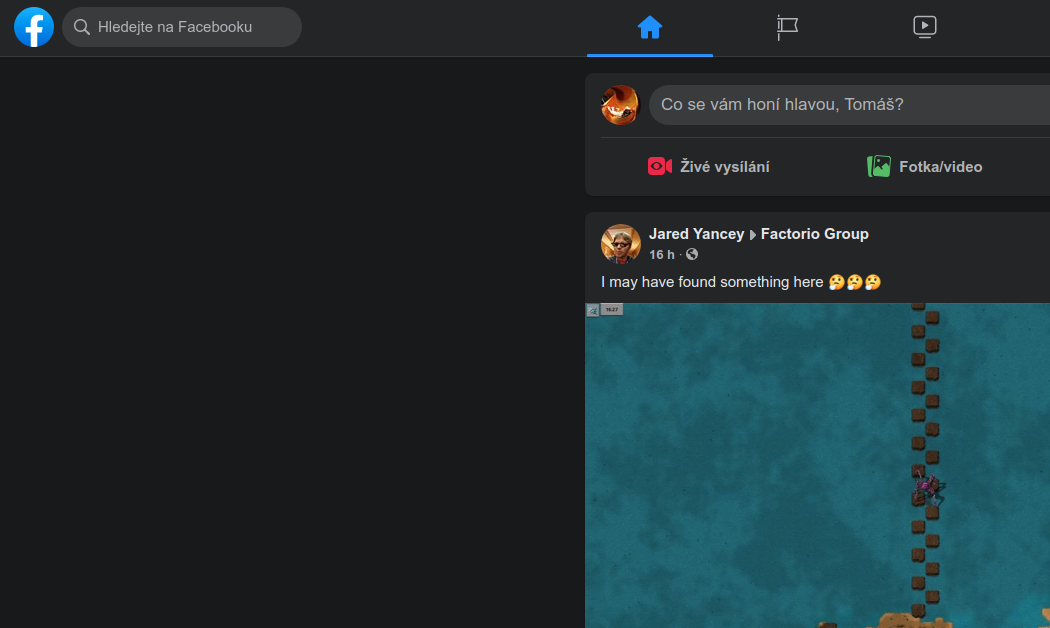 Hledejte na Facebooku
Co se vám honí hlavou, Tomáš?
Živé vysílání
Fotka/video
Jared Yancey Factorio Group
16 h ·
I may have found something here 🤔🤔🤔